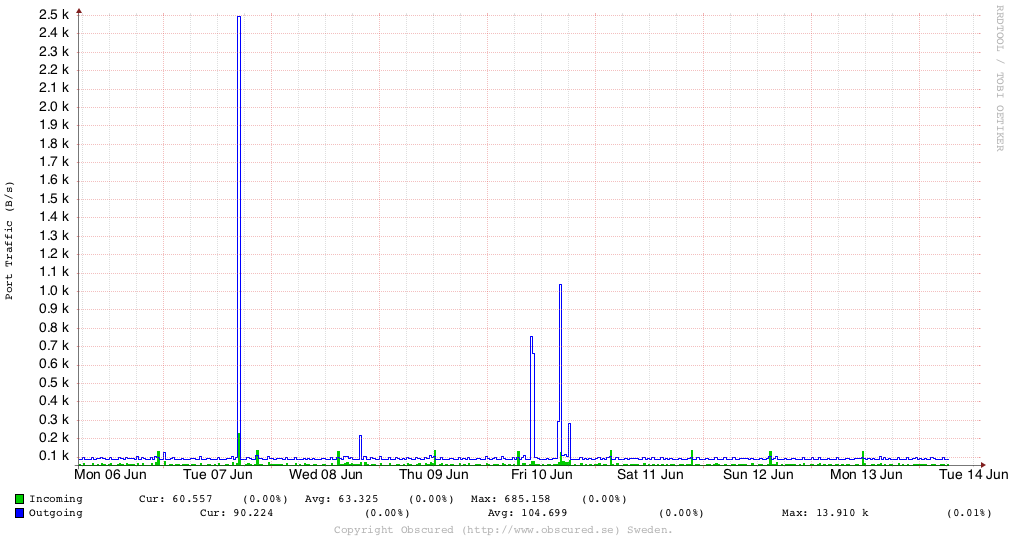 RRDTOOL / TOBI OETIKER
Port Traffic (B/s)
2.5 k
2.4 k
2.3 k
2.2 k
2.1 k
2.0 k
1.9 k
1.8 k
1.7 k
1.6 k
1.5 k
1.4 k
1.3 k
1.2 k
1.1 k
1.0 k
0.9 k
0.8 k
0.7 k
0.6 k
0.5 k
0.4 k
0.3 k
0.2 k
0.1 k
Mon 06 Jun Tue 07 Jun Wed 08 Jun Thu 09 Jun Fri 10 Jun Sat 11 Jun Sun 12 Jun Mon 13 Jun Tue 14 Jun
Incoming Cur: 60.557 (0.00%) Avg: 63.325 (0.00%) Max: 685.158 (0.00%)
Outgoing Cur: 90.224 (0.00%) Avg: 104.699 (0.00%) Max: 13.910 k (0.01%)
Copyright Obscured (http://www.obscured.se) Sweden.